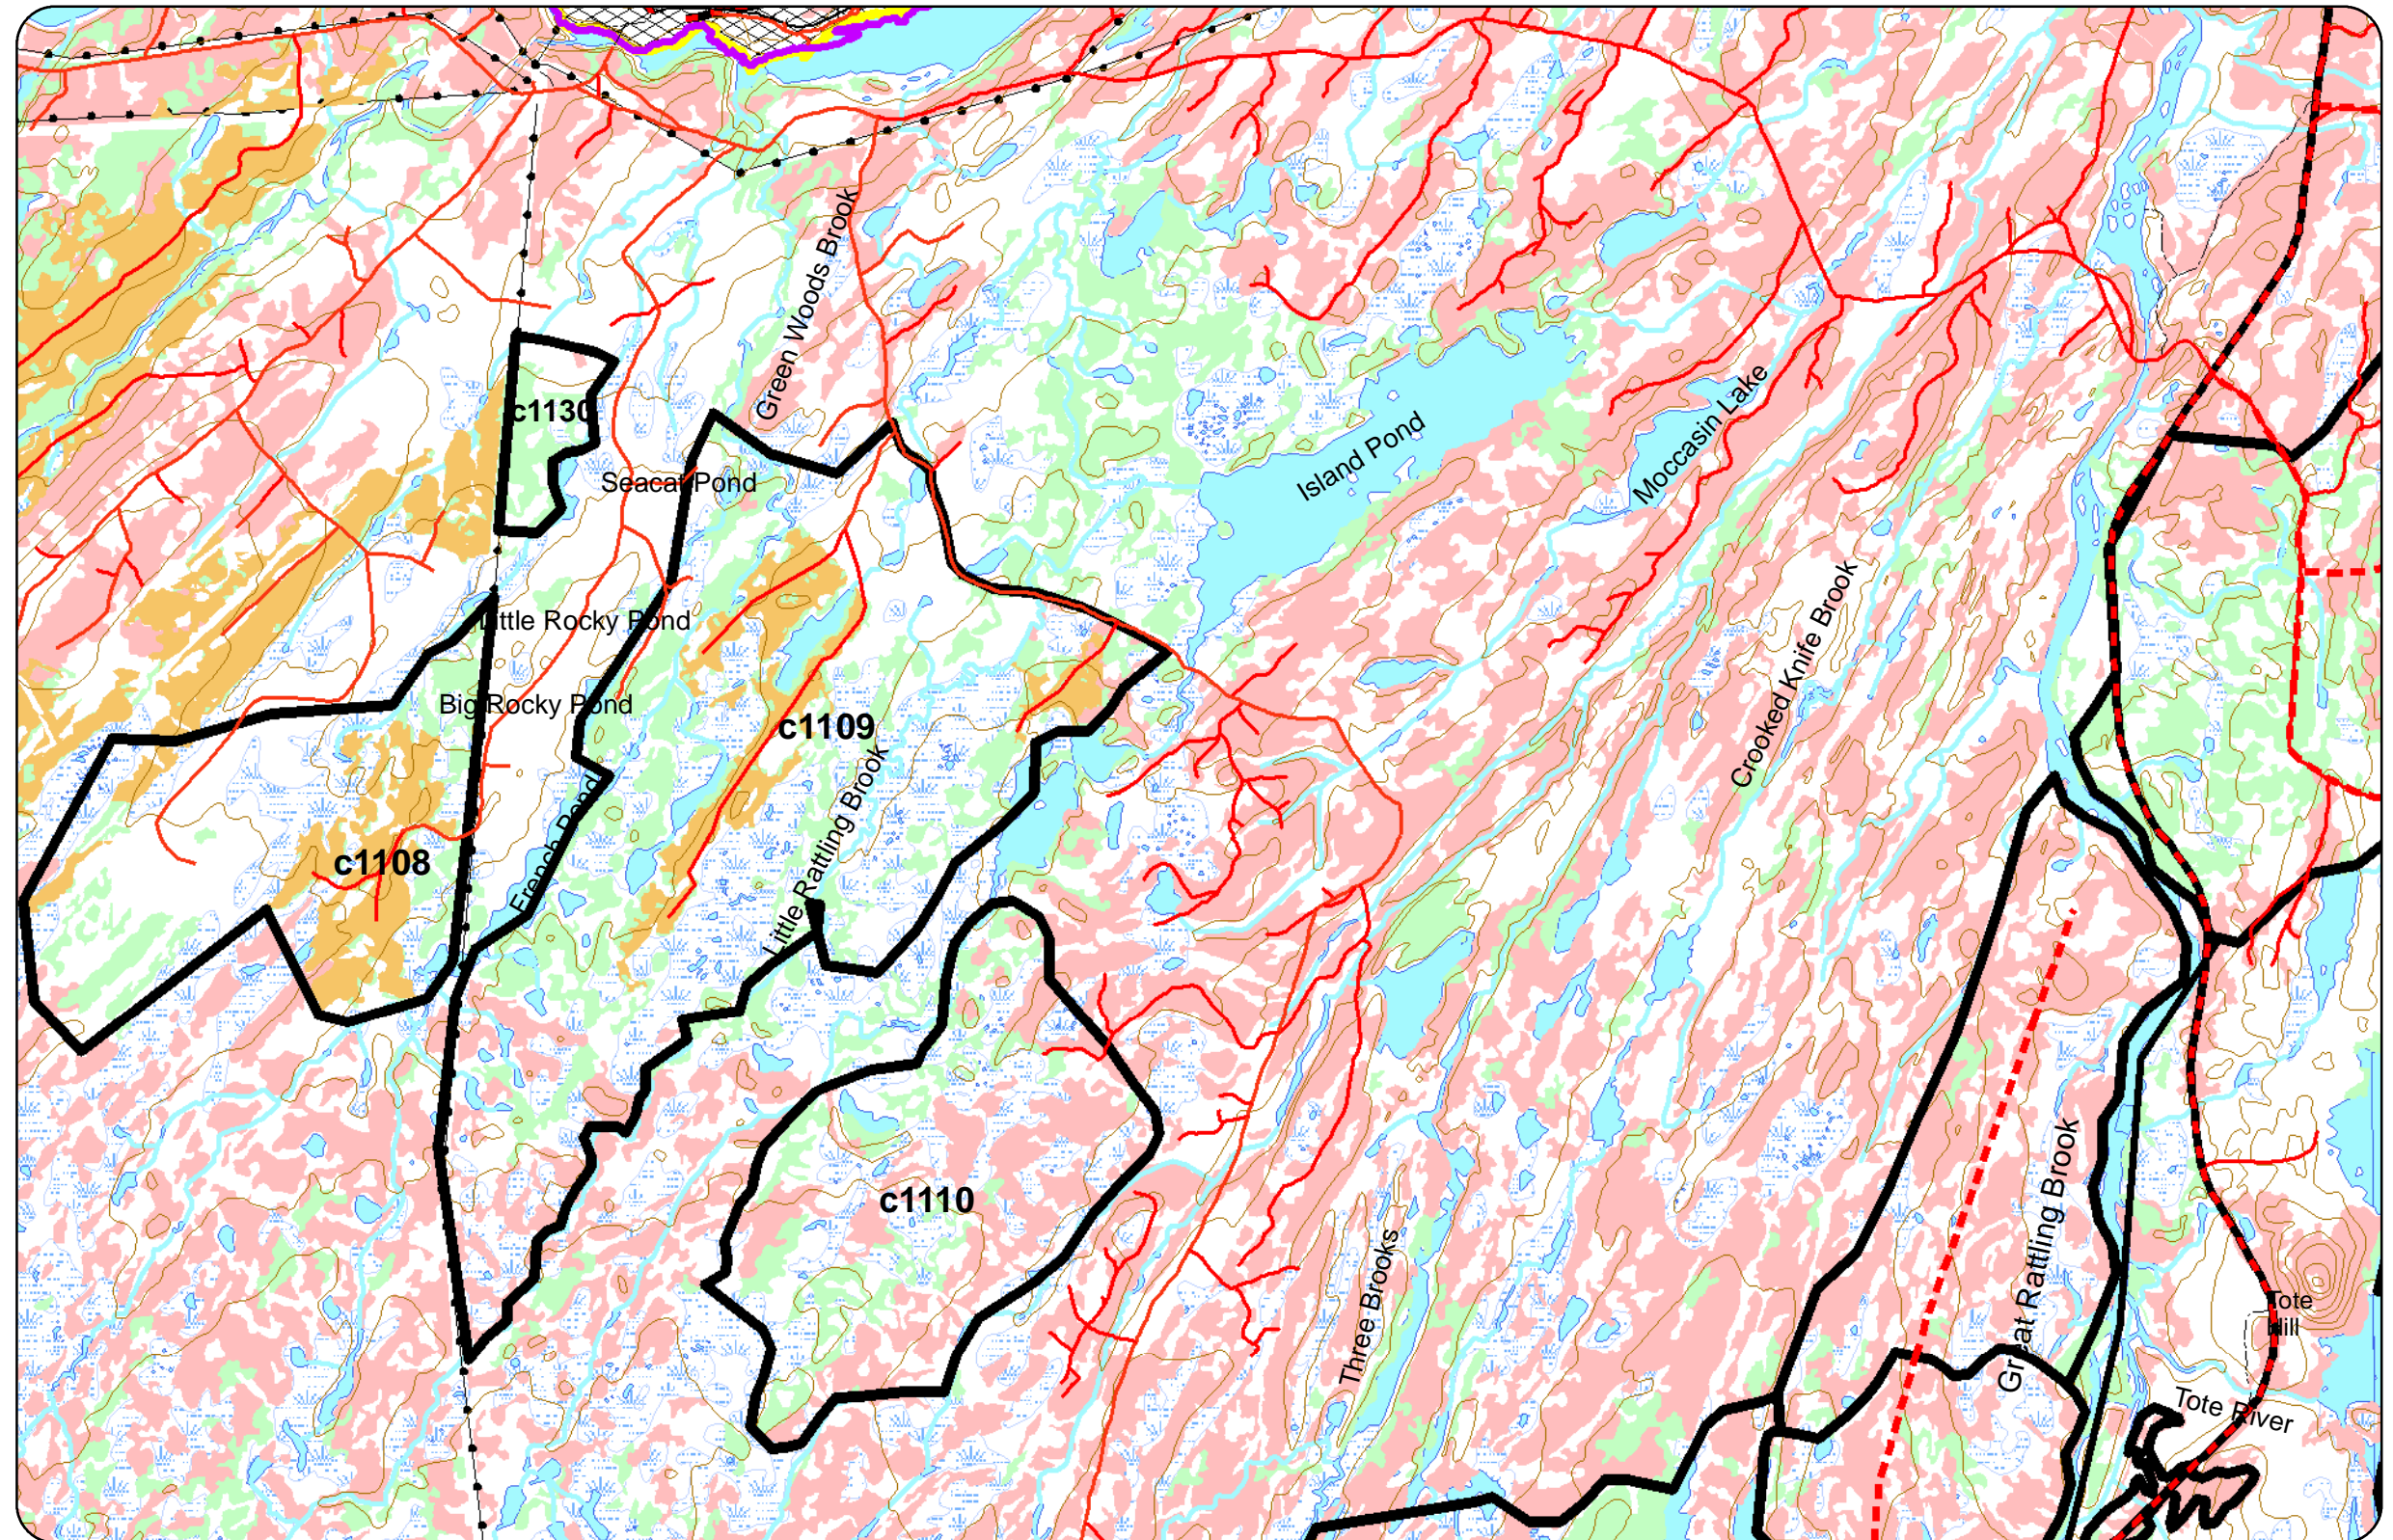 Green Woods Brook
c1130
Seacat Pond
Island Pond
Moccasin Lake
Little Rocky Pond
Big Rocky Pond
c1109
Crooked Knife Brook
c1108
French Pond
Little Rattling Brook
c1110
Three Brooks
Great Rattling Brook
Tote
Hill
Tote River